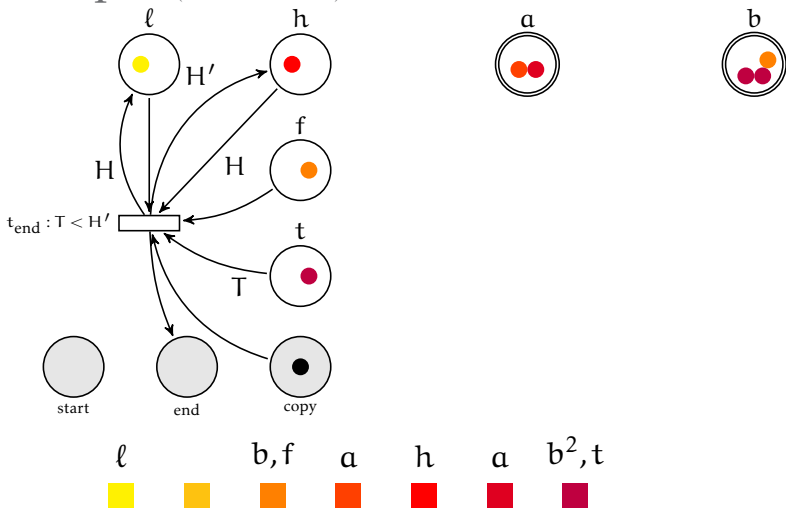 ℓ h a b
H′
f
H H
t_end : T < H′
t
T
start end copy
ℓ b, f a h a b², t